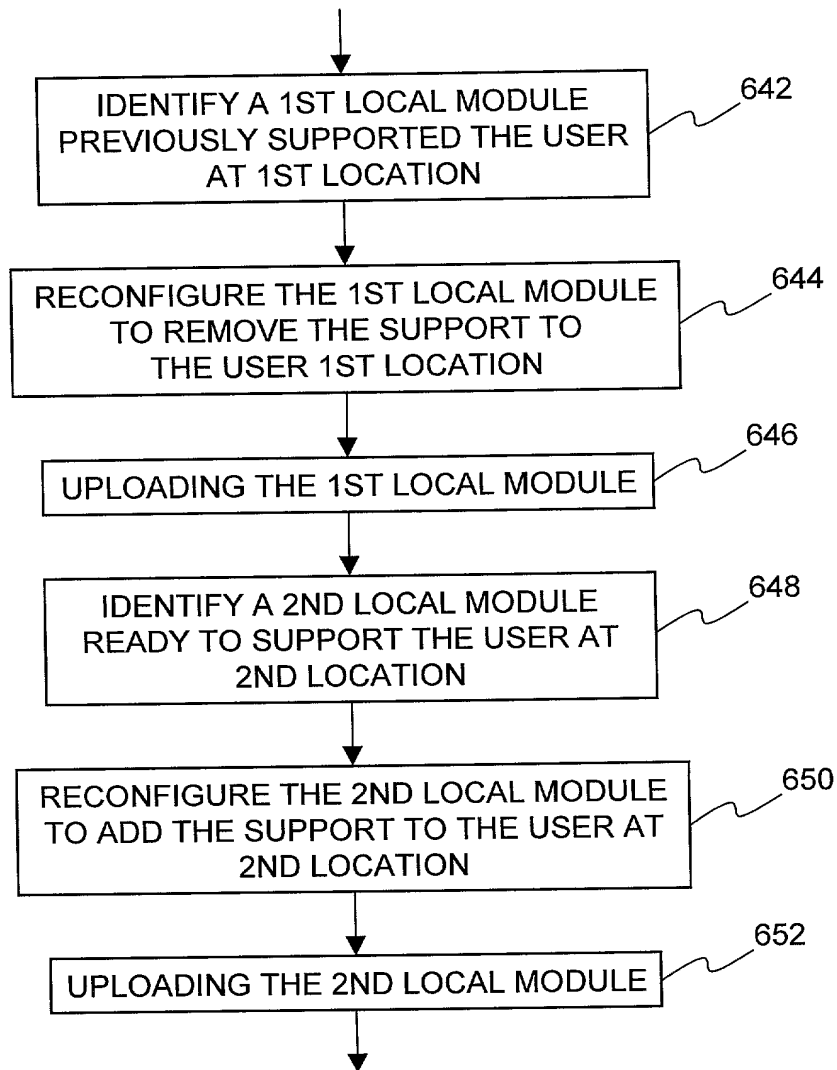 IDENTIFY A 1ST LOCAL MODULE
PREVIOUSLY SUPPORTED THE USER
AT 1ST LOCATION
642
RECONFIGURE THE 1ST LOCAL MODULE
TO REMOVE THE SUPPORT TO
THE USER 1ST LOCATION
644
UPLOADING THE 1ST LOCAL MODULE
646
IDENTIFY A 2ND LOCAL MODULE
READY TO SUPPORT THE USER AT
2ND LOCATION
648
RECONFIGURE THE 2ND LOCAL MODULE
TO ADD THE SUPPORT TO THE USER AT
2ND LOCATION
650
UPLOADING THE 2ND LOCAL MODULE
652